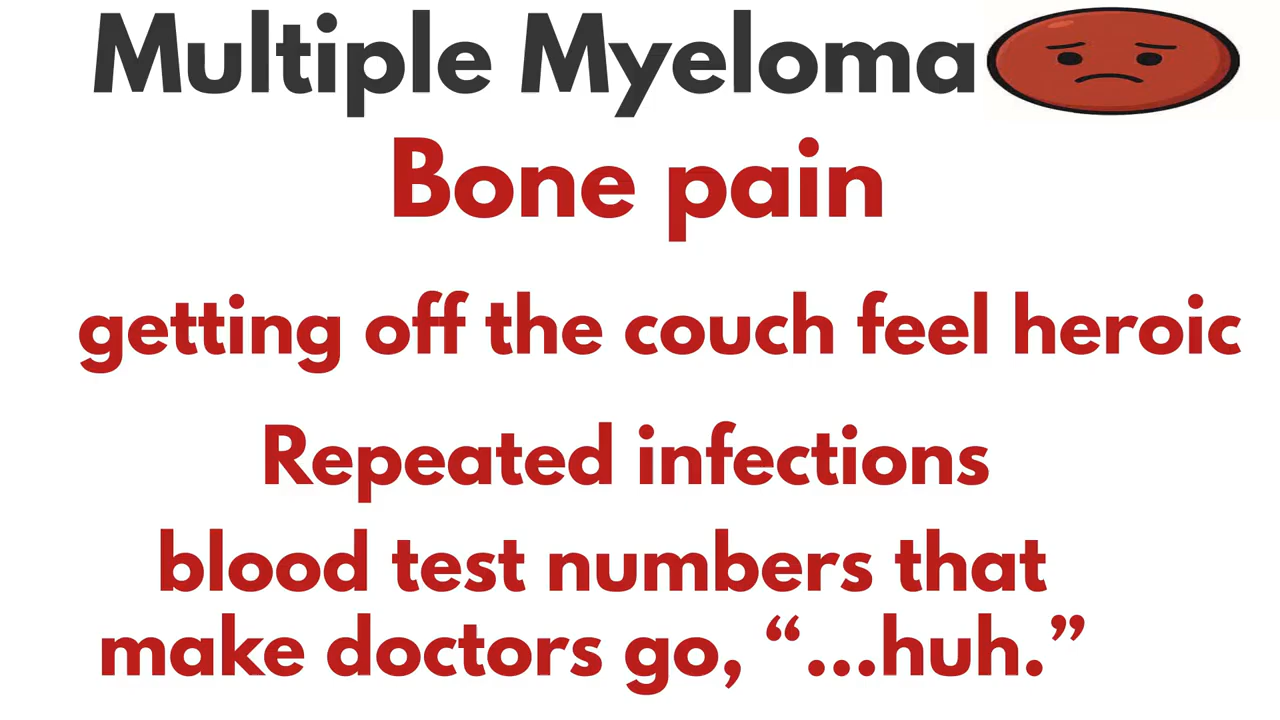 Multiple Myeloma
Bone pain
getting off the couch feel heroic
Repeated infections
blood test numbers that
make doctors go, “...huh.”